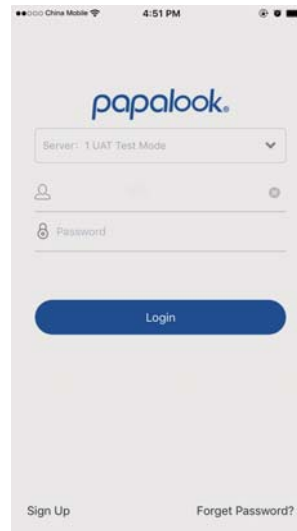 China Mobile 4:51 PM
papalook®
Server: 1 UAT Test Mode
Password
Login
Sign Up Forget Password?